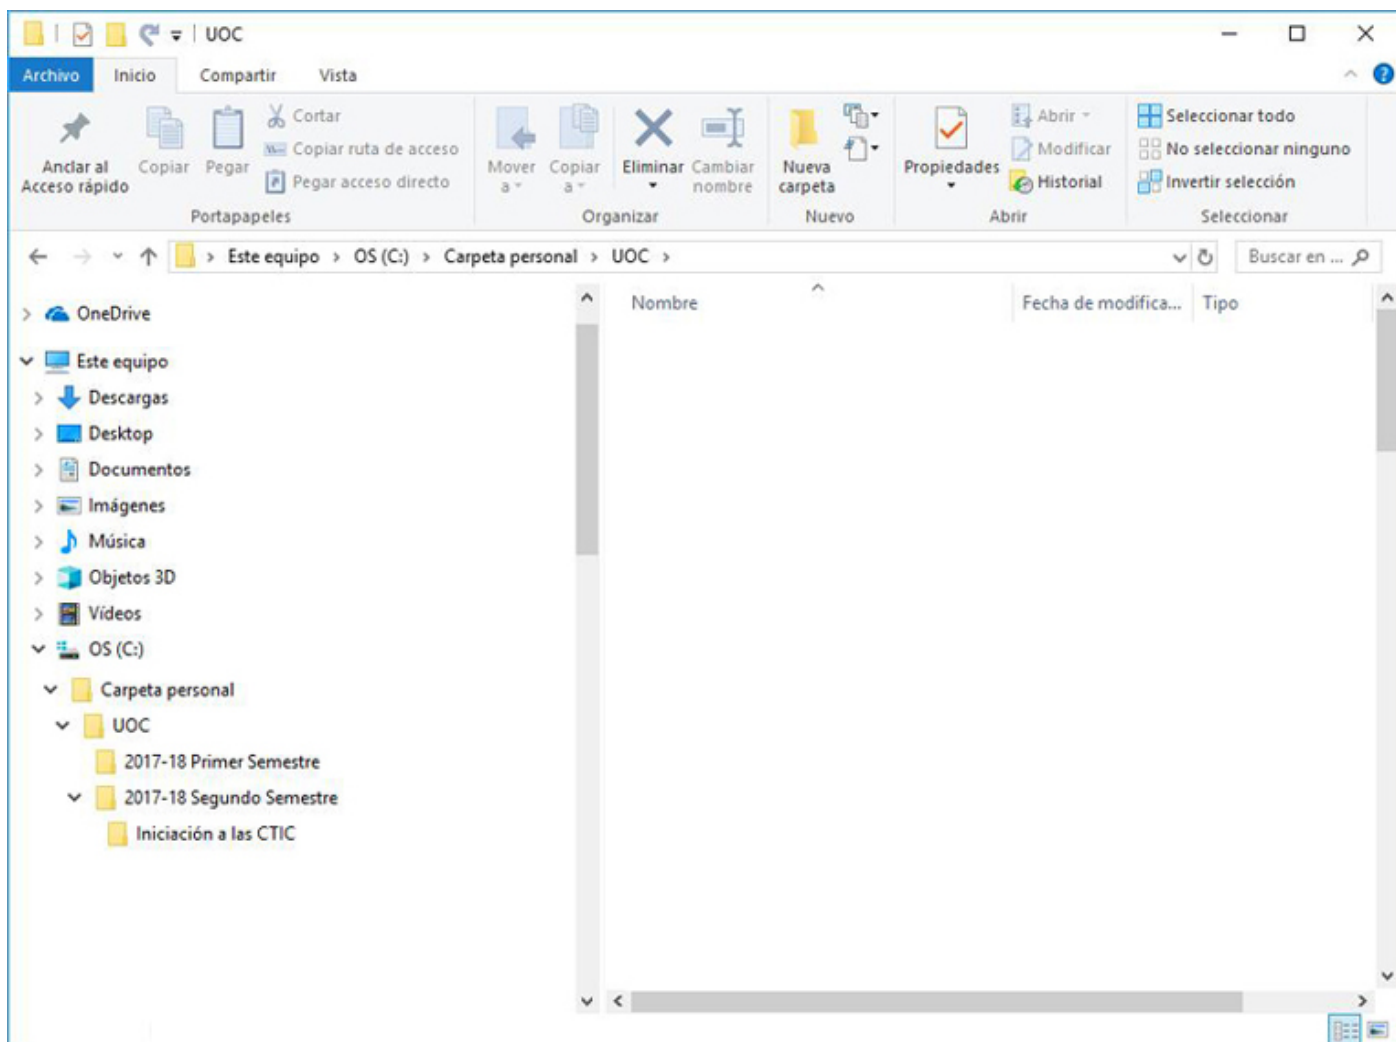 UOC
Archivo Inicio Compartir Vista
Anclar al Acceso rápido
Copiar
Pegar
Cortar
Copiar ruta de acceso
Pegar acceso directo
Portapapeles
Mover a
Copiar a
Eliminar
Cambiar nombre
Organizar
Nueva carpeta
Nuevo
Propiedades
Abrir
Modificar
Historial
Abrir
Seleccionar todo
No seleccionar ninguno
Invertir selección
Seleccionar
Este equipo > OS (C:) > Carpeta personal > UOC >
Buscar en ...
Nombre Fecha de modifica... Tipo
OneDrive
Este equipo
Descargas
Desktop
Documentos
Imágenes
Música
Objetos 3D
Vídeos
OS (C:)
Carpeta personal
UOC
2017-18 Primer Semestre
2017-18 Segundo Semestre
Iniciación a las CTIC